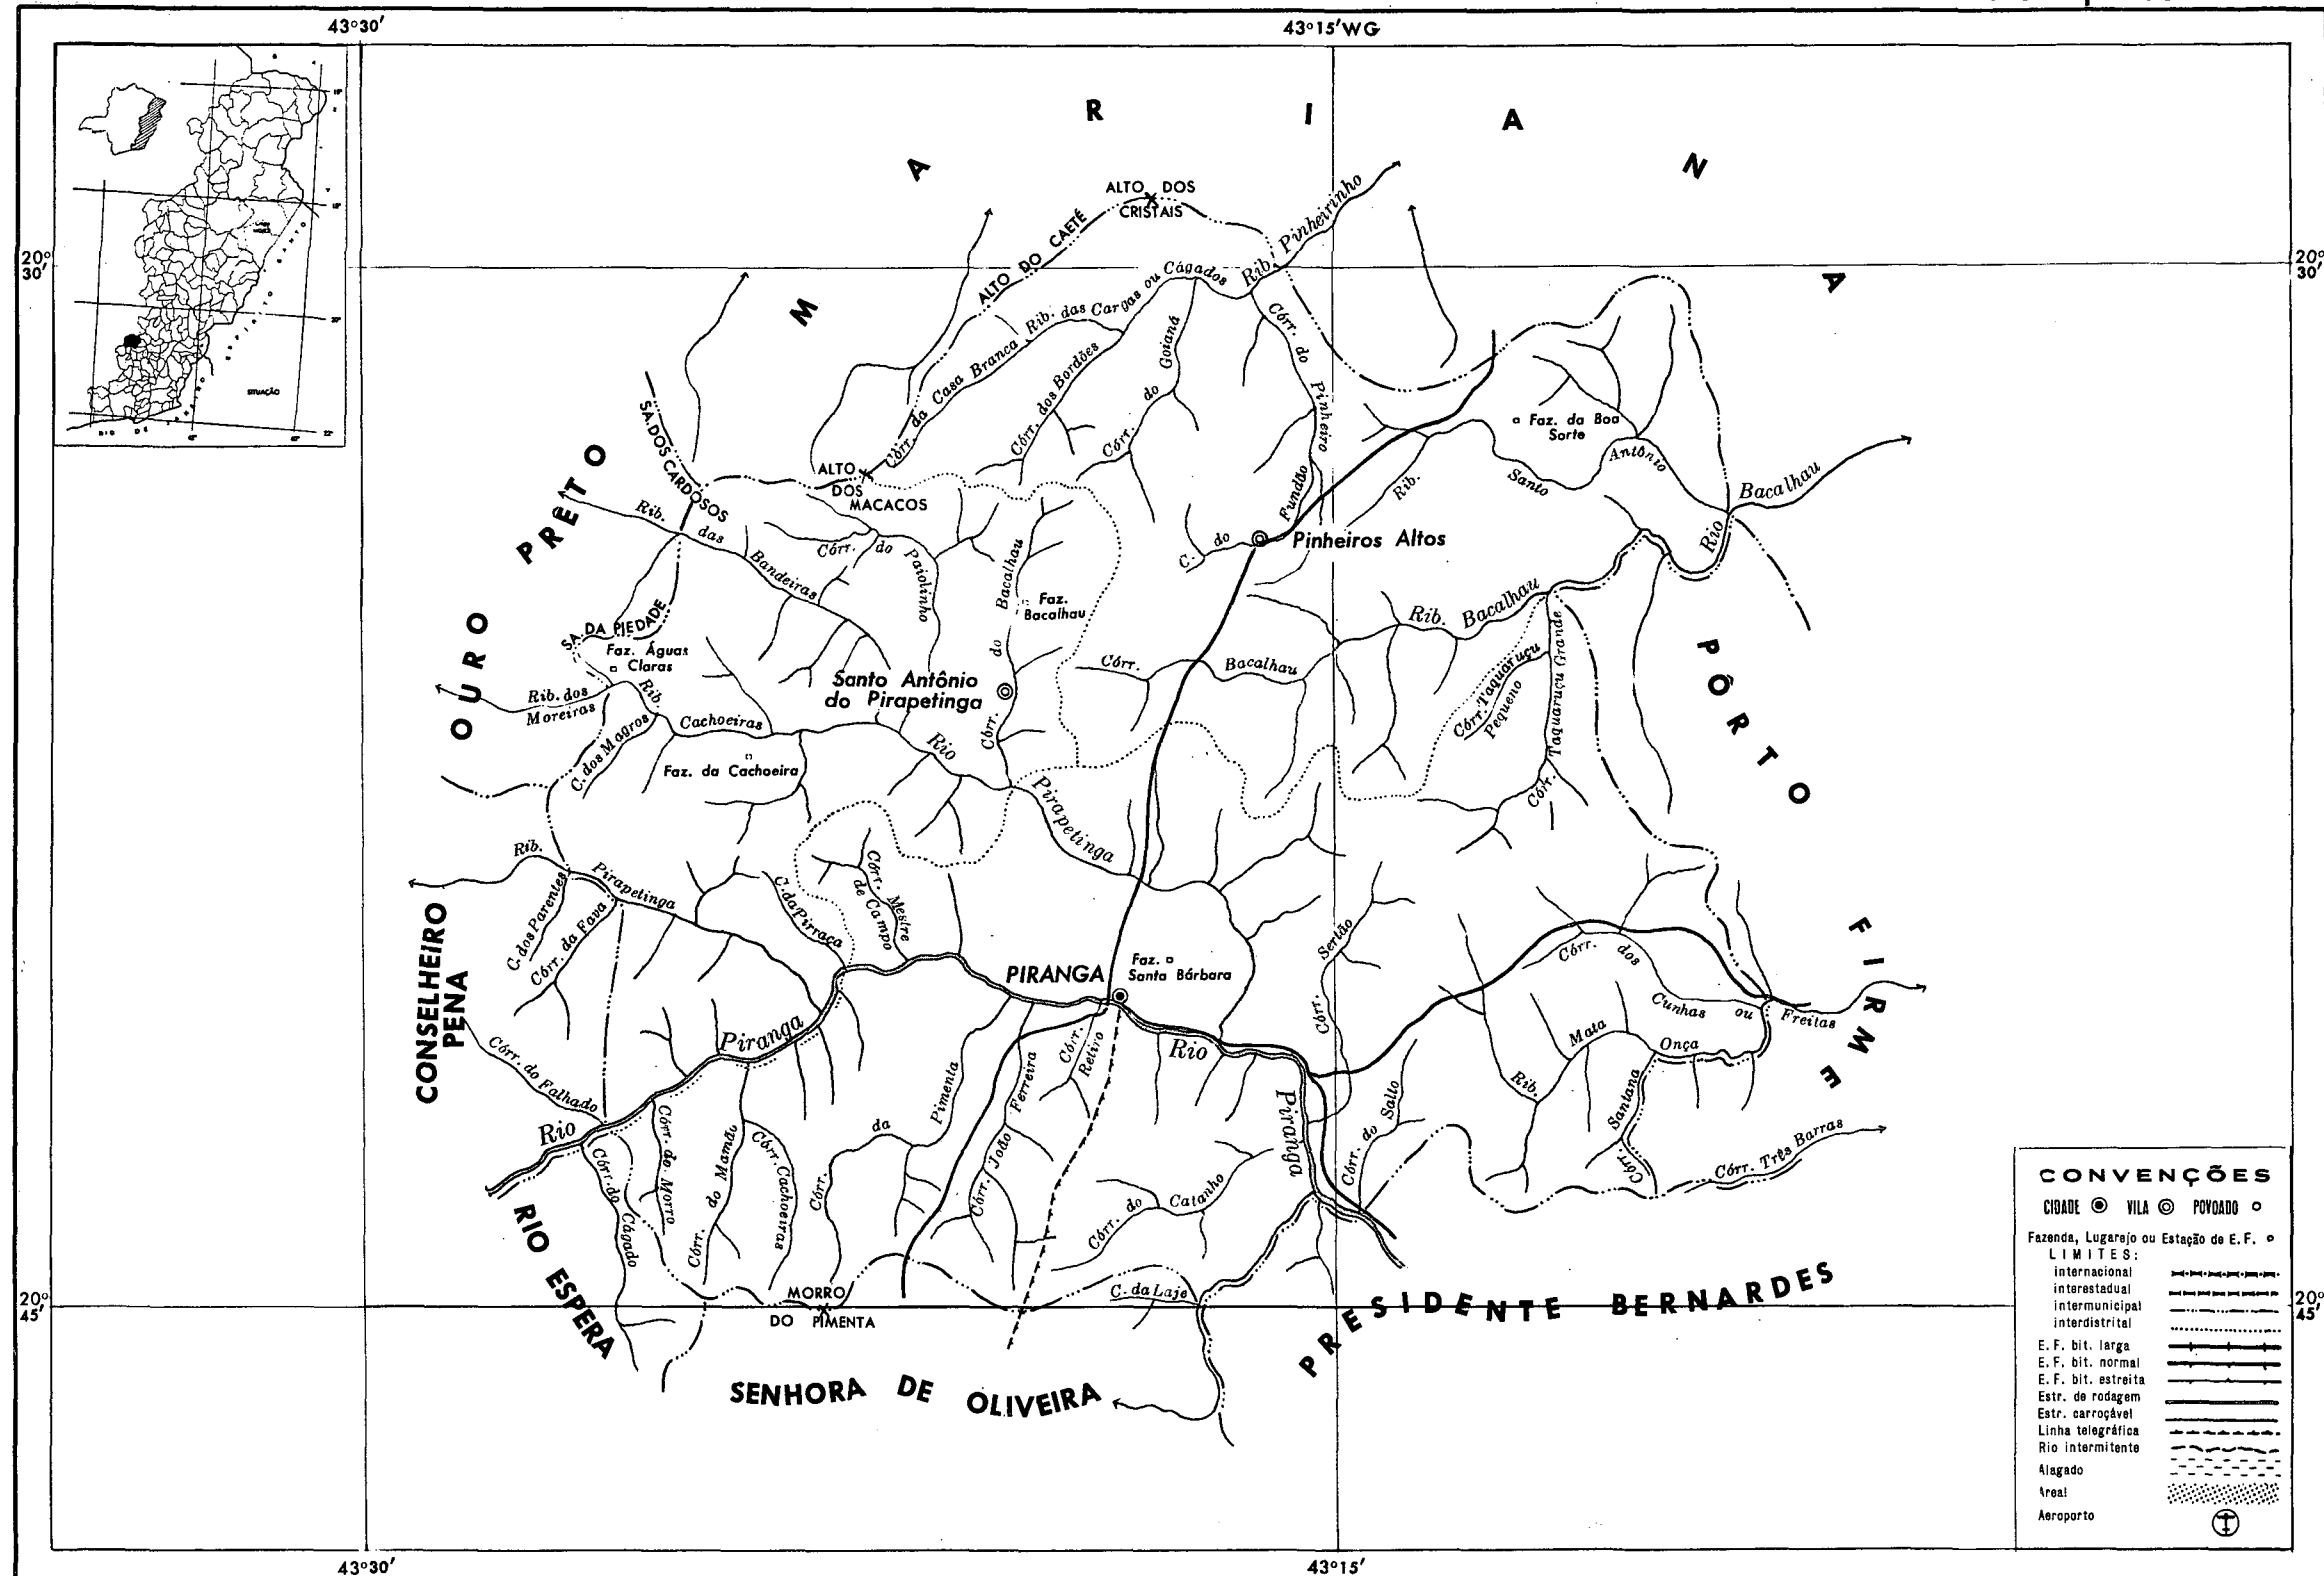 43°30′
43°15′WG
20°
30′
20°
30′
20°
45′
20°
45′
43°30′
43°15′
SITUAÇÃO
MARIANA
OURO PRÊTO
CONSELHEIRO
PENA
RIO ESPERA
SENHORA DE OLIVEIRA
PRESIDENTE BERNARDES
PÔRTO FIRME
ALTO DOS
CRISTAIS
ALTO DO CAETÉ
Rib. Pinheirinho
Rib. das Cargas ou Cágados
Córr. da Casa Branca
Córr. dos Bordões
Córr. do Goianá
Córr. do Pinheiro
SA. DOS CARDOSOS
ALTO
DOS
MACACOS
Faz. da Boa
Sorte
Rib. Santo Antônio
Rio Bacalhau
C. do Fundão
Pinheiros Altos
Rib. das Bandeiras
Córr. do Paiolinho
Córr. do Bacalhau
Faz.
Bacalhau
SA. DA PIEDADE
Faz. Águas
Claras
Rib. dos
Moreiras
Santo Antônio
do Pirapetinga
Córr. Bacalhau
Rib. Bacalhau
Córr. Taquaruçu
Pequeno
Córr. Taquaruçu Grande
Rib. Cachoeiras
C. dos Magros
Faz. da Cachoeira
Rio Pirapetinga
Rib. Pirapetinga
C. dos Parentes
Córr. da Fava
C. da Pirraça
Córr. Mestre
de Campo
PIRANGA
Faz.
Santa Bárbara
Córr. Sertão
Córr. dos Cunhas ou Freitas
Rib. Mata Onça
Córr. Santana
Córr. Três Barras
Córr. do Falhado
Rio Piranga
Córr. do Cágado
Córr. do Morro
Córr. do Mamão
Córr. Cachoeiras
Córr. da Pimenta
Córr. João Ferreira
Córr. Retiro
Rio Piranga
Córr. do Salto
Córr. do Catanho
C. da Laje
MORRO
DO PIMENTA
CONVENÇÕES
CIDADE VILA POVOADO
Fazenda, Lugarejo ou Estação de E.F.
LIMITES:
internacional
interestadual
intermunicipal
interdistrital
E.F. bit. larga
E.F. bit. normal
E.F. bit. estreita
Estr. de rodagem
Estr. carroçável
Linha telegráfica
Rio intermitente
Alagado
Areal
Aeroporto